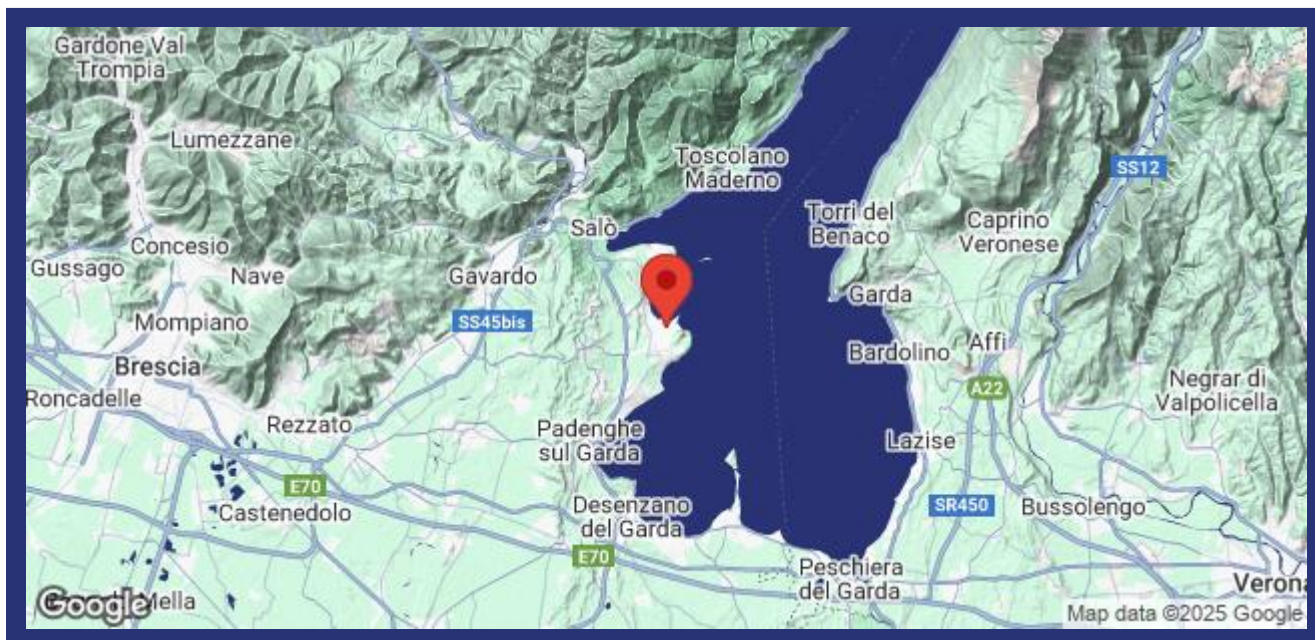 Gardone Val
Trompia
Lumezzane
Toscolano
Maderno
SS12
Torri del
Benaco
Caprino
Veronese
Salò
Concesio
Gussago
Nave
Gavardo
Garda
Mompiano
SS45bis
Affi
Bardolino
Brescia
A22
Negrar di
Valpolicella
Roncadelle
Rezzato
Padenghe
sul Garda
Lazise
E70
Castenedolo
Desenzano
del Garda
SR450
Bussolengo
E70
Peschiera
del Garda
Verona
Mella
Google
Map data ©2025 Google